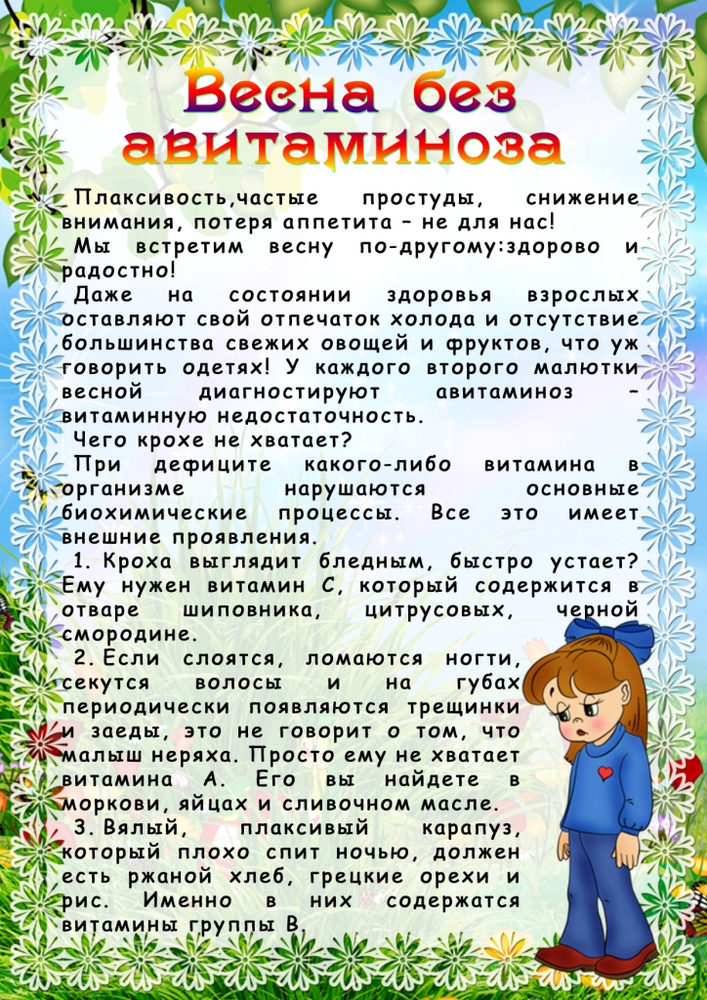 Весна без
авитаминоза
Плаксивость,частые простуды, снижение
внимания, потеря аппетита – не для нас!
Мы встретим весну по-другому:здорово и
радостно!
Даже на состоянии здоровья взрослых
оставляют свой отпечаток холода и отсутствие
большинства свежих овощей и фруктов, что уж
говорить одетях! У каждого второго малютки
весной диагностируют авитаминоз –
витаминную недостаточность.
Чего крохе не хватает?
При дефиците какого-либо витамина в
организме нарушаются основные
биохимические процессы. Все это имеет
внешние проявления.
1. Кроха выглядит бледным, быстро устает?
Ему нужен витамин С, который содержится в
отваре шиповника, цитрусовых, черной
смородине.
2. Если слоятся, ломаются ногти,
секутся волосы и на губах
периодически появляются трещинки
и заеды, это не говорит о том, что
малыш неряха. Просто ему не хватает
витамина А. Его вы найдете в
моркови, яйцах и сливочном масле.
3. Вялый, плаксивый карапуз,
который плохо спит ночью, должен
есть ржаной хлеб, грецкие орехи и
рис. Именно в них содержатся
витамины группы В.